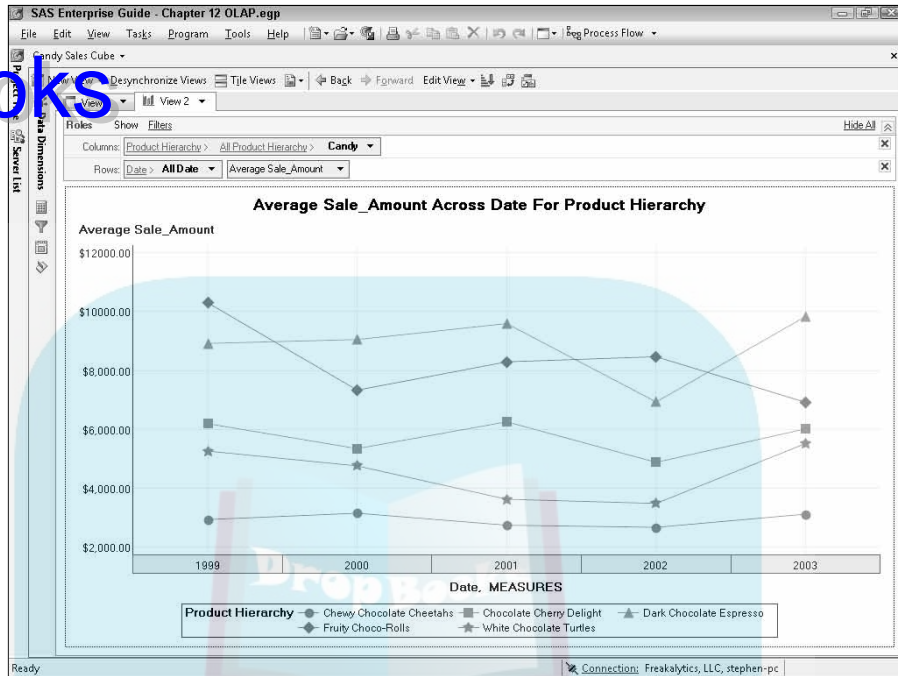 SAS Enterprise Guide - Chapter 12 OLAP.egp
File Edit View Tasks Program Tools Help Process Flow
Candy Sales Cube
oks
View Desynchronize Views Tile Views Back Forward Edit View
View View 2
Roles Show Filters Hide All
Columns: Product Hierarchy > All Product Hierarchy > Candy
Rows: Date > All Date Average Sale_Amount
Data Dimensions
Server List
Average Sale_Amount Across Date For Product Hierarchy
Average Sale_Amount
$12000.00
$10000.00
$8,000.00
$6,000.00
$4,000.00
$2,000.00
1999 2000 2001 2002 2003
DropBooks
Date, MEASURES
Product Hierarchy Chewy Chocolate Cheetahs Chocolate Cherry Delight Dark Chocolate Espresso
Fruity Choco-Rolls White Chocolate Turtles
Ready Connection: Freakalytics, LLC, stephen-pc